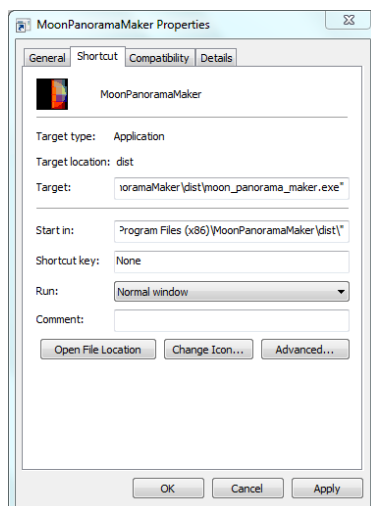 MoonPanoramaMaker Properties
General Shortcut Compatibility Details
MoonPanoramaMaker
Target type: Application
Target location: dist
Target: ıoramaMaker\dist\moon_panorama_maker.exe"
Start in: Program Files (x86)\MoonPanoramaMaker\dist\"
Shortcut key: None
Run: Normal window
Comment:
Open File Location Change Icon... Advanced...
OK Cancel Apply